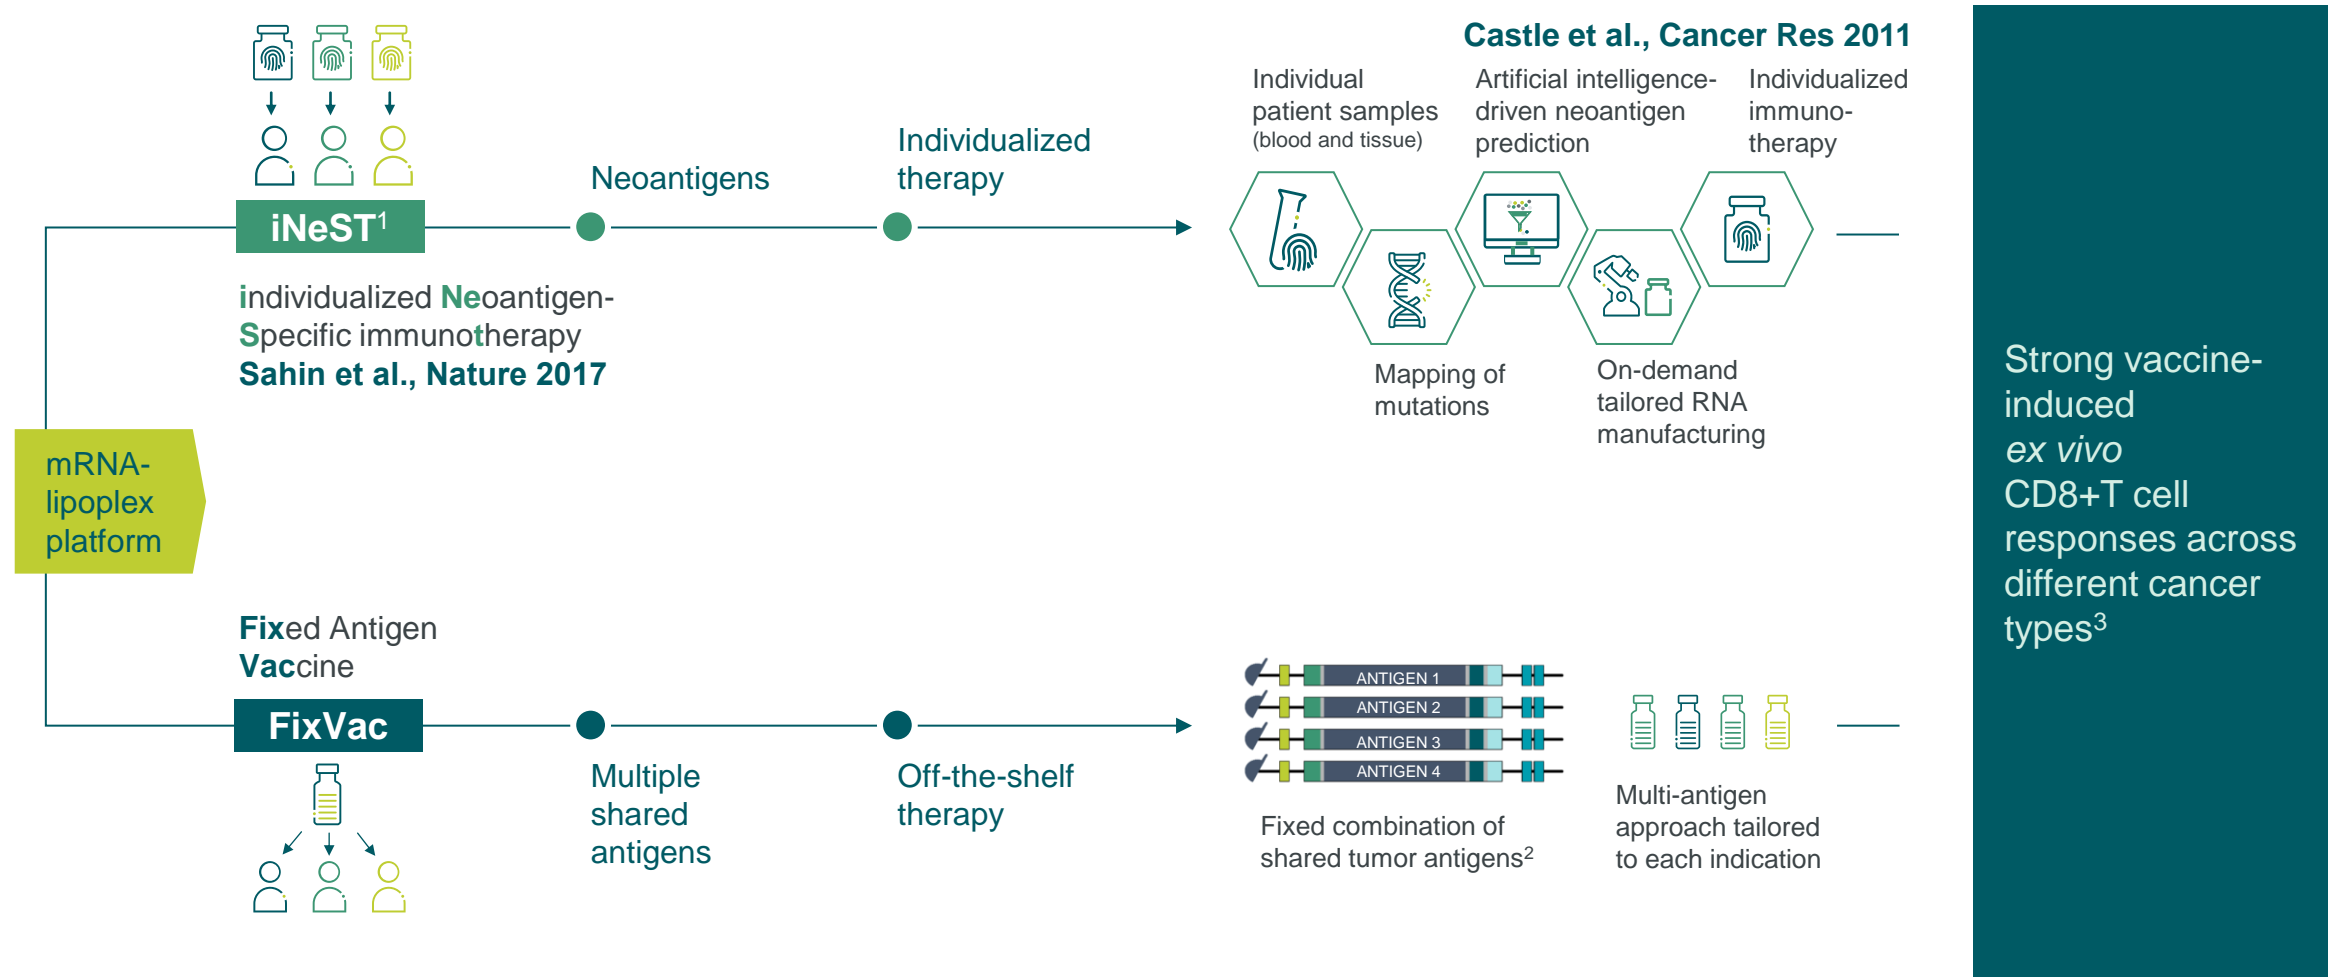 mRNA-
lipoplex
platform
iNeST¹
individualized Neoantigen-
Specific immunotherapy
Sahin et al., Nature 2017
Neoantigens
Individualized
therapy
Castle et al., Cancer Res 2011
Individual
patient samples
(blood and tissue)
Mapping of
mutations
Artificial intelligence-
driven neoantigen
prediction
On-demand
tailored RNA
manufacturing
Individualized
immuno-
therapy
Fixed Antigen
Vaccine
FixVac
Multiple
shared
antigens
Off-the-shelf
therapy
ANTIGEN 1
ANTIGEN 2
ANTIGEN 3
ANTIGEN 4
Fixed combination of
shared tumor antigens²
Multi-antigen
approach tailored
to each indication
Strong vaccine-
induced
ex vivo
CD8+T cell
responses across
different cancer
types³